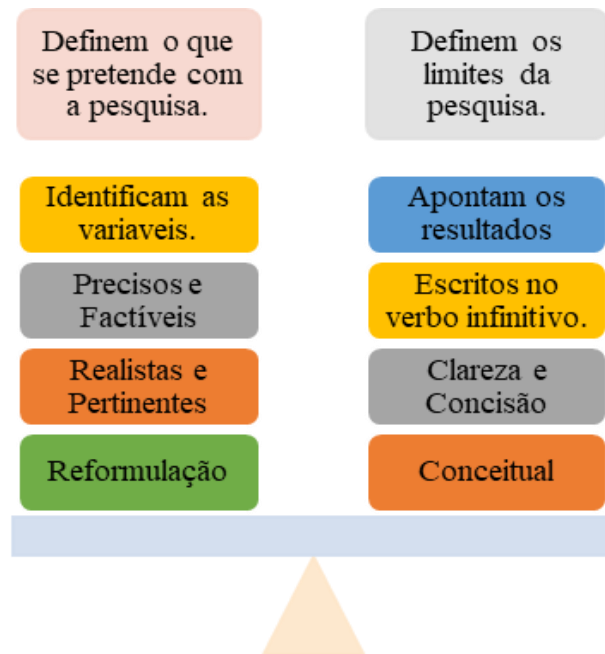 Definem o que
se pretende com
a pesquisa.
Definem os
limites da
pesquisa.
Identificam as
variaveis.
Apontam os
resultados
Precisos e
Factíveis
Escritos no
verbo infinitivo.
Realistas e
Pertinentes
Clareza e
Concisão
Reformulação
Conceitual